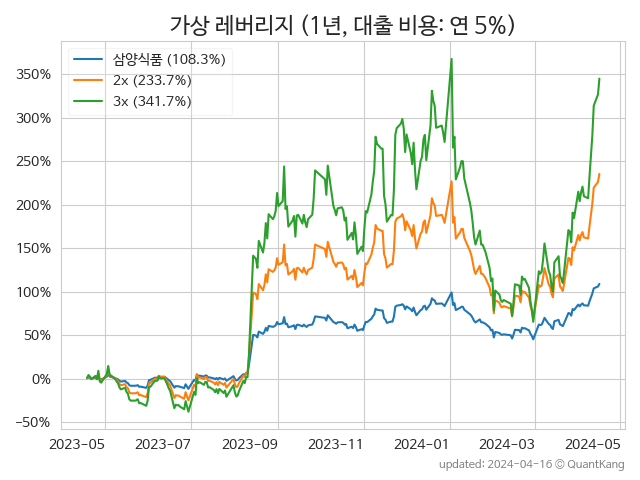 가상 레버리지 (1년, 대출 비용: 연 5%)
삼양식품 (108.3%)
2x (233.7%)
3x (341.7%)
350%
300%
250%
200%
150%
100%
50%
0%
−50%
2023-05 2023-07 2023-09 2023-11 2024-01 2024-03 2024-05
updated: 2024-04-16 © QuantKang